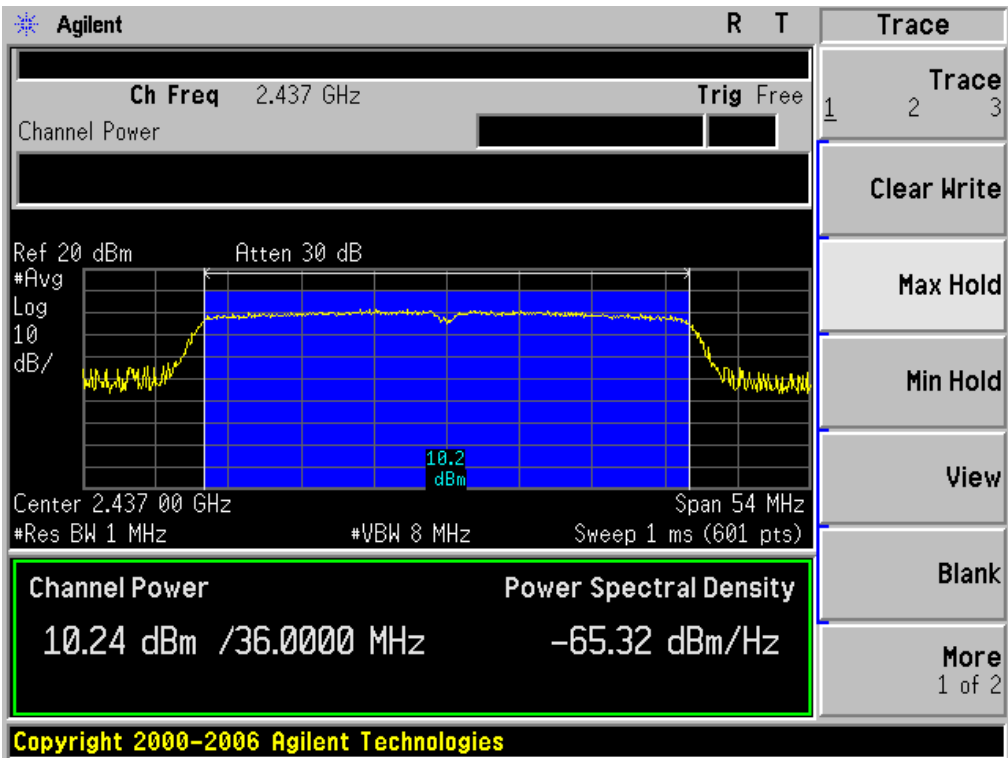 Agilent R T
Ch Freq 2.437 GHz Trig Free
Channel Power
Ref 20 dBm Atten 30 dB
#Avg
Log
10
dB/
10.2
dBm
Center 2.437 00 GHz Span 54 MHz
#Res BW 1 MHz #VBW 8 MHz Sweep 1 ms (601 pts)
Channel Power Power Spectral Density
10.24 dBm /36.0000 MHz -65.32 dBm/Hz
Copyright 2000-2006 Agilent Technologies
Trace
Trace
1 2 3
Clear Write
Max Hold
Min Hold
View
Blank
More
1 of 2